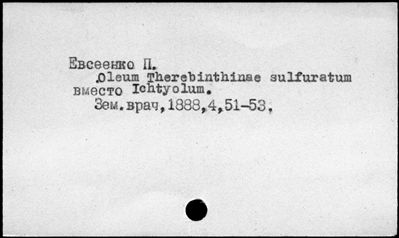 Евсеенко П.
Oleum Therebinthinae sulfuratum
вместо Ichtyolum.
Зем.врач,1888,4,51-53.